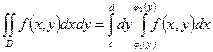 ∬_D f(x,y)dxdy = ∫_c^d dy ∫_{φ₁(y)}^{φ₂(y)} f(x,y)dx